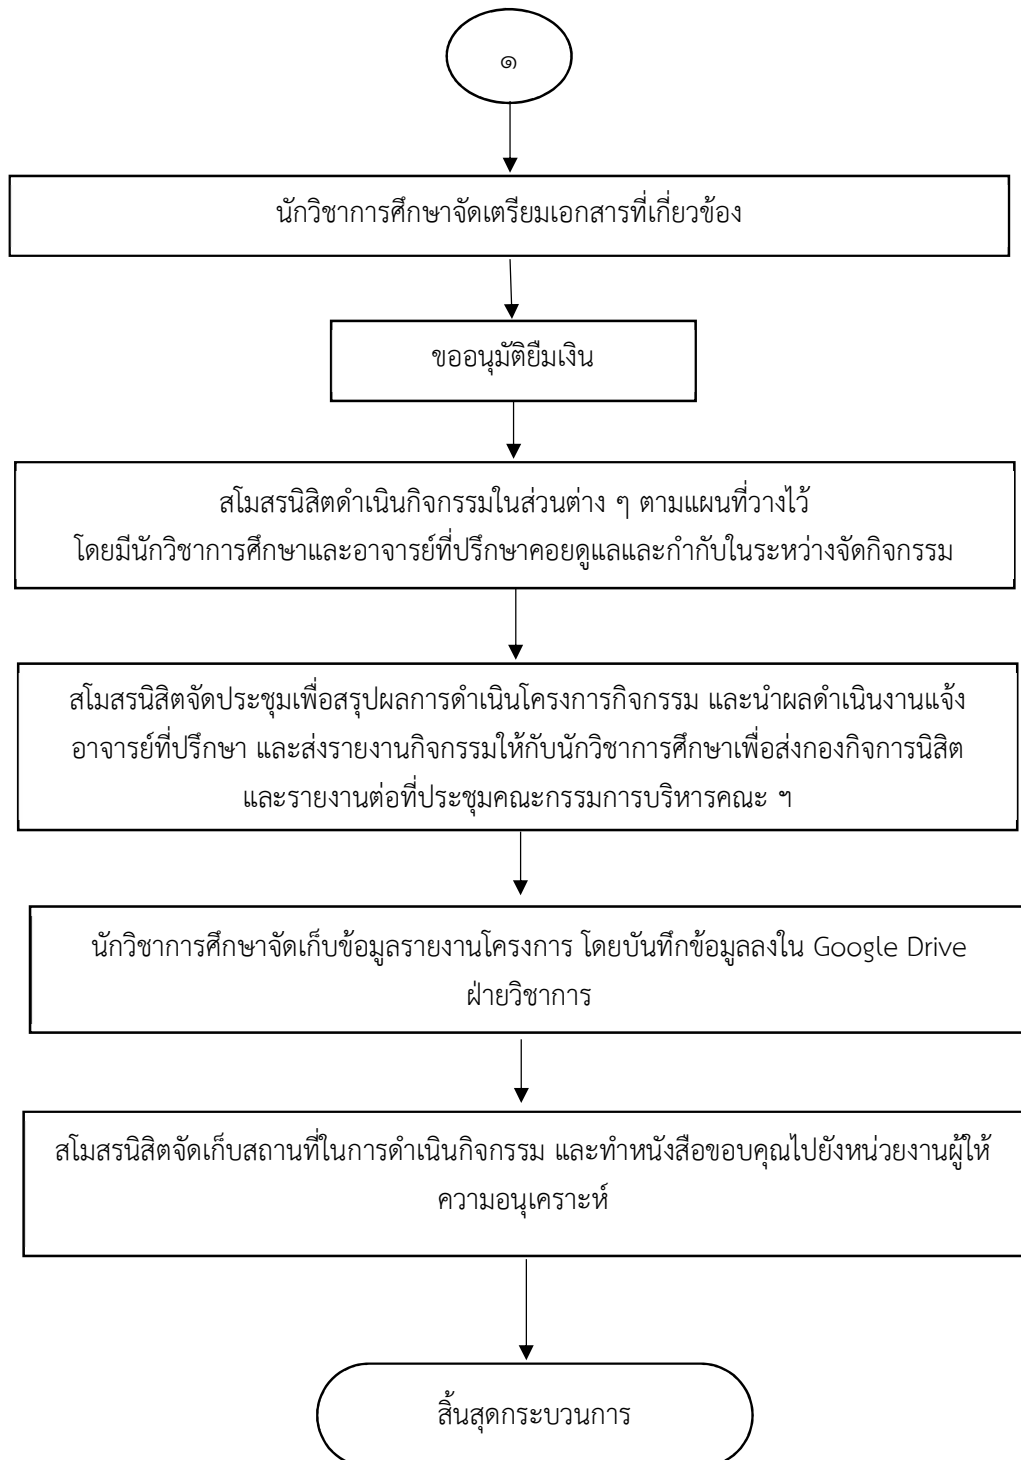 ๑
นักวิชาการศึกษาจัดเตรียมเอกสารที่เกี่ยวข้อง
ขออนุมัติยืมเงิน
สโมสรนิสิตดำเนินกิจกรรมในส่วนต่าง ๆ ตามแผนที่วางไว้
โดยมีนักวิชาการศึกษาและอาจารย์ที่ปรึกษาคอยดูแลและกำกับในระหว่างจัดกิจกรรม
สโมสรนิสิตจัดประชุมเพื่อสรุปผลการดำเนินโครงการกิจกรรม และนำผลดำเนินงานแจ้ง
อาจารย์ที่ปรึกษา และส่งรายงานกิจกรรมให้กับนักวิชาการศึกษาเพื่อส่งกองกิจการนิสิต
และรายงานต่อที่ประชุมคณะกรรมการบริหารคณะ ฯ
นักวิชาการศึกษาจัดเก็บข้อมูลรายงานโครงการ โดยบันทึกข้อมูลลงใน Google Drive
ฝ่ายวิชาการ
สโมสรนิสิตจัดเก็บสถานที่ในการดำเนินกิจกรรม และทำหนังสือขอบคุณไปยังหน่วยงานผู้ให้
ความอนุเคราะห์
สิ้นสุดกระบวนการ